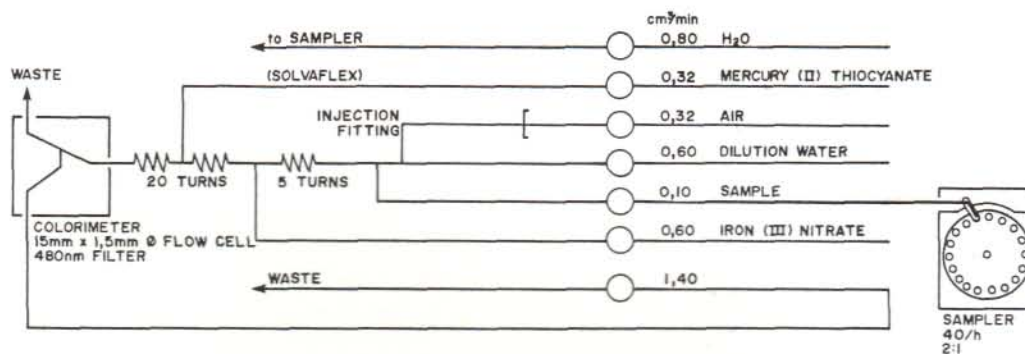 cm³/min
to SAMPLER 0,80 H₂O
WASTE
(SOLVAFLEX) 0,32 MERCURY (II) THIOCYANATE
INJECTION FITTING 0,32 AIR
0,60 DILUTION WATER
20 TURNS 5 TURNS
0,10 SAMPLE
COLORIMETER
15mm x 1,5mm Ø FLOW CELL
480nm FILTER
0,60 IRON (III) NITRATE
WASTE 1,40
SAMPLER
40/h
2:1